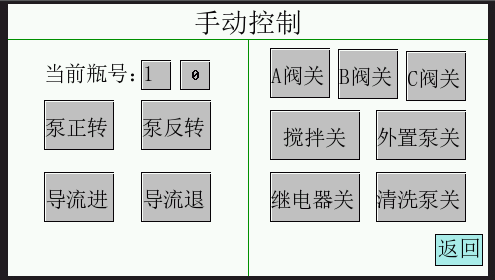 手动控制
当前瓶号：1 0
泵正转 泵反转
导流进 导流退
A阀关 B阀关 C阀关
搅拌关 外置泵关
继电器关 清洗泵关
返回